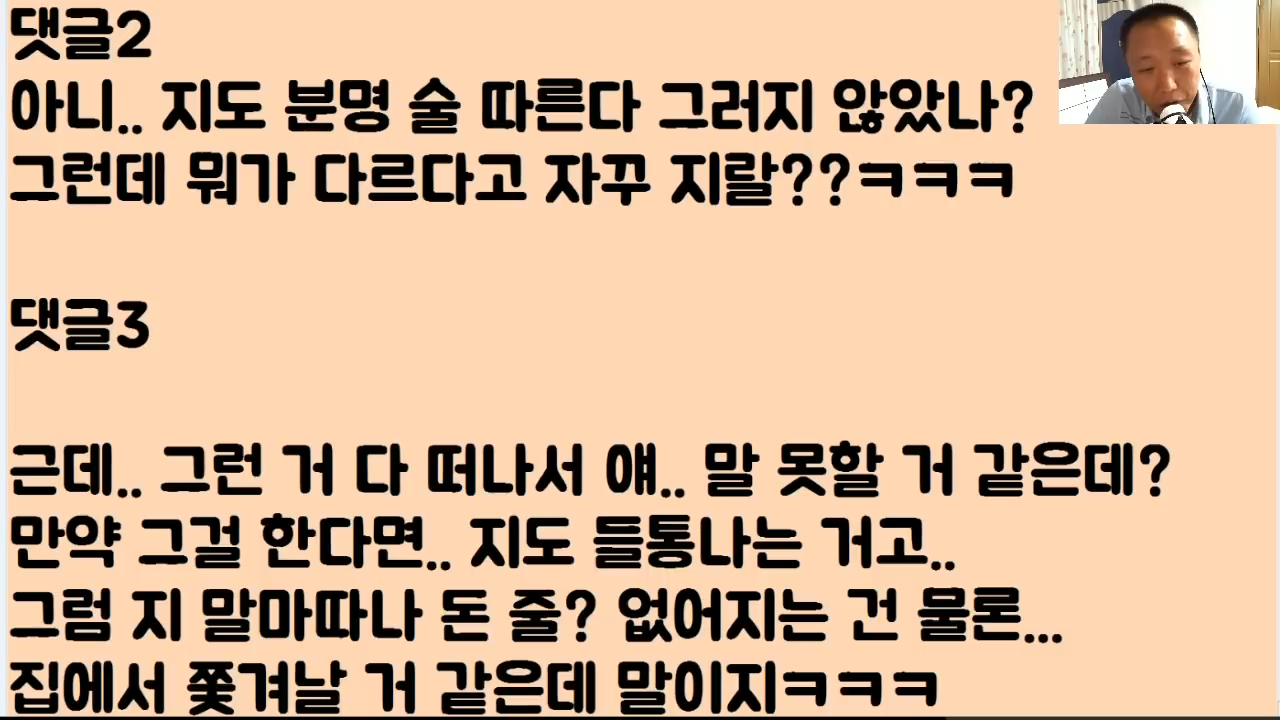 댓글2
아니.. 지도 분명 술 따른다 그러지 않았나?
그런데 뭐가 다르다고 자꾸 지랄??ㅋㅋㅋ
댓글3
근데.. 그런 거 다 떠나서 얘.. 말 못할 거 같은데?
만약 그걸 한다면.. 지도 들통나는 거고..
그럼 지 말마따나 돈 줄? 없어지는 건 물론...
집에서 쫓겨날 거 같은데 말이지ㅋㅋㅋ